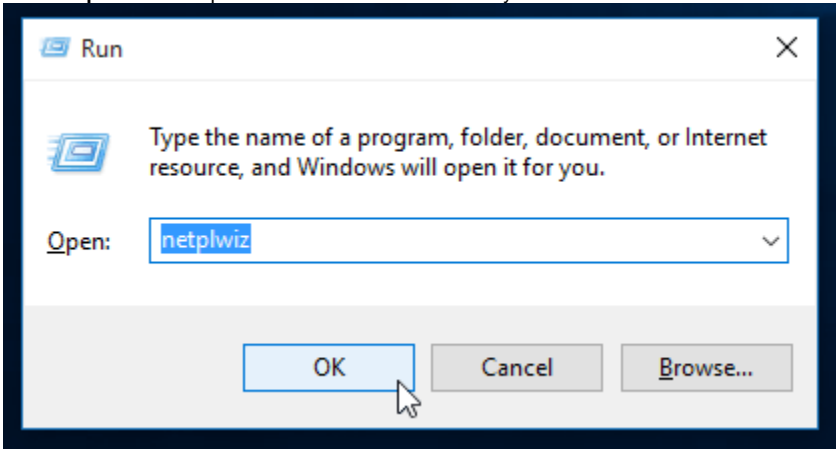 Run
Type the name of a program, folder, document, or Internet
resource, and Windows will open it for you.
Open:
netplwiz
OK
Cancel
Browse...